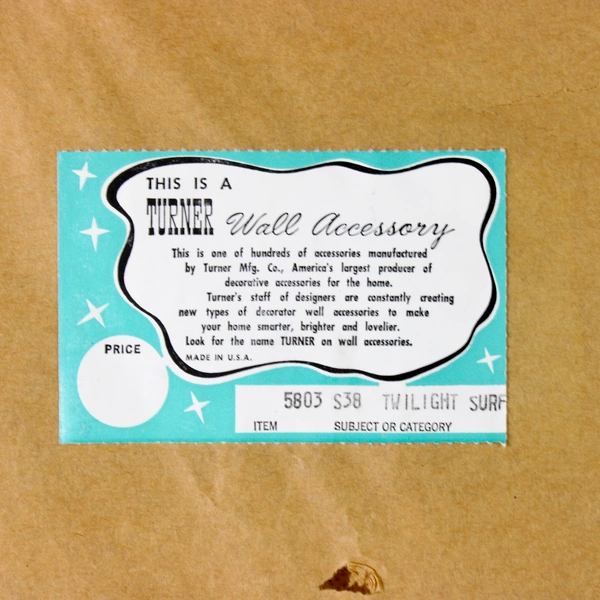 THIS IS A
TURNER Wall Accessory
This is one of hundreds of accessories manufactured
by Turner Mfg. Co., America's largest producer of
decorative accessories for the home.
Turner's staff of designers are constantly creating
new types of decorator wall accessories to make
your home smarter, brighter and lovelier.
Look for the name TURNER on wall accessories.
MADE IN U.S.A.
PRICE
5803 S38 TWILIGHT SURF
ITEM SUBJECT OR CATEGORY